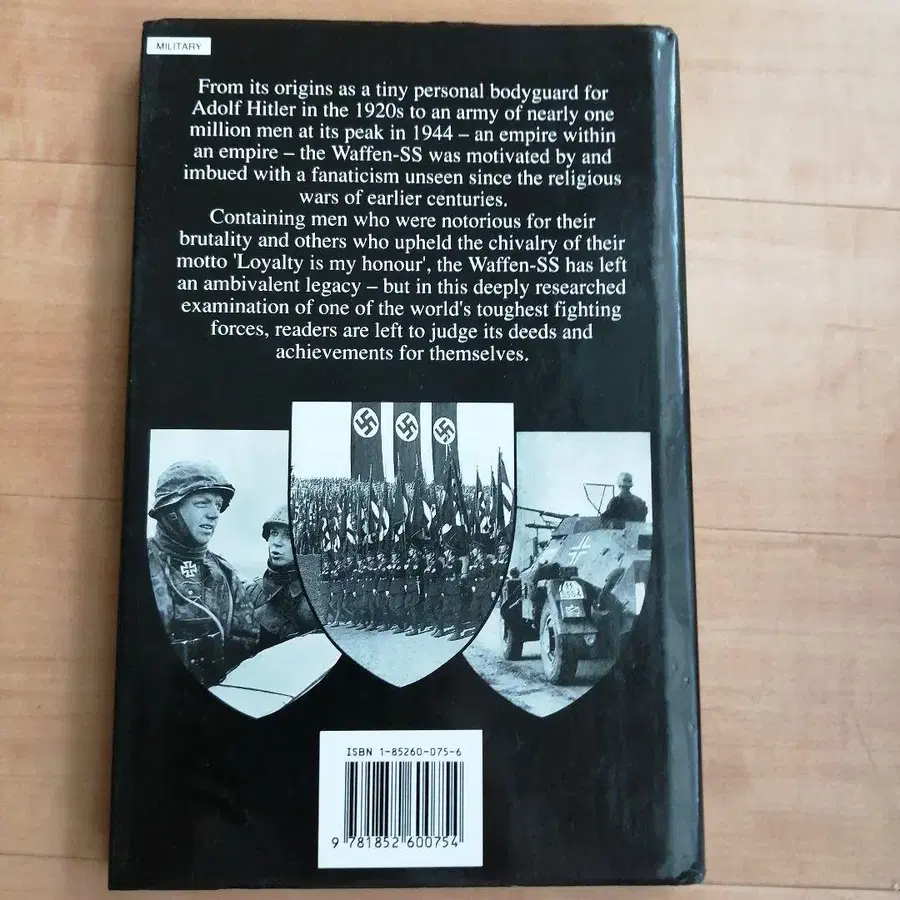 MILITARY
From its origins as a tiny personal bodyguard for
Adolf Hitler in the 1920s to an army of nearly one
million men at its peak in 1944 – an empire within
an empire – the Waffen-SS was motivated by and
imbued with a fanaticism unseen since the religious
wars of earlier centuries.
Containing men who were notorious for their
brutality and others who upheld the chivalry of their
motto 'Loyalty is my honour', the Waffen-SS has left
an ambivalent legacy – but in this deeply researched
examination of one of the world's toughest fighting
forces, readers are left to judge its deeds and
achievements for themselves.
ISBN 1-85260-075-6
9 781852 600754